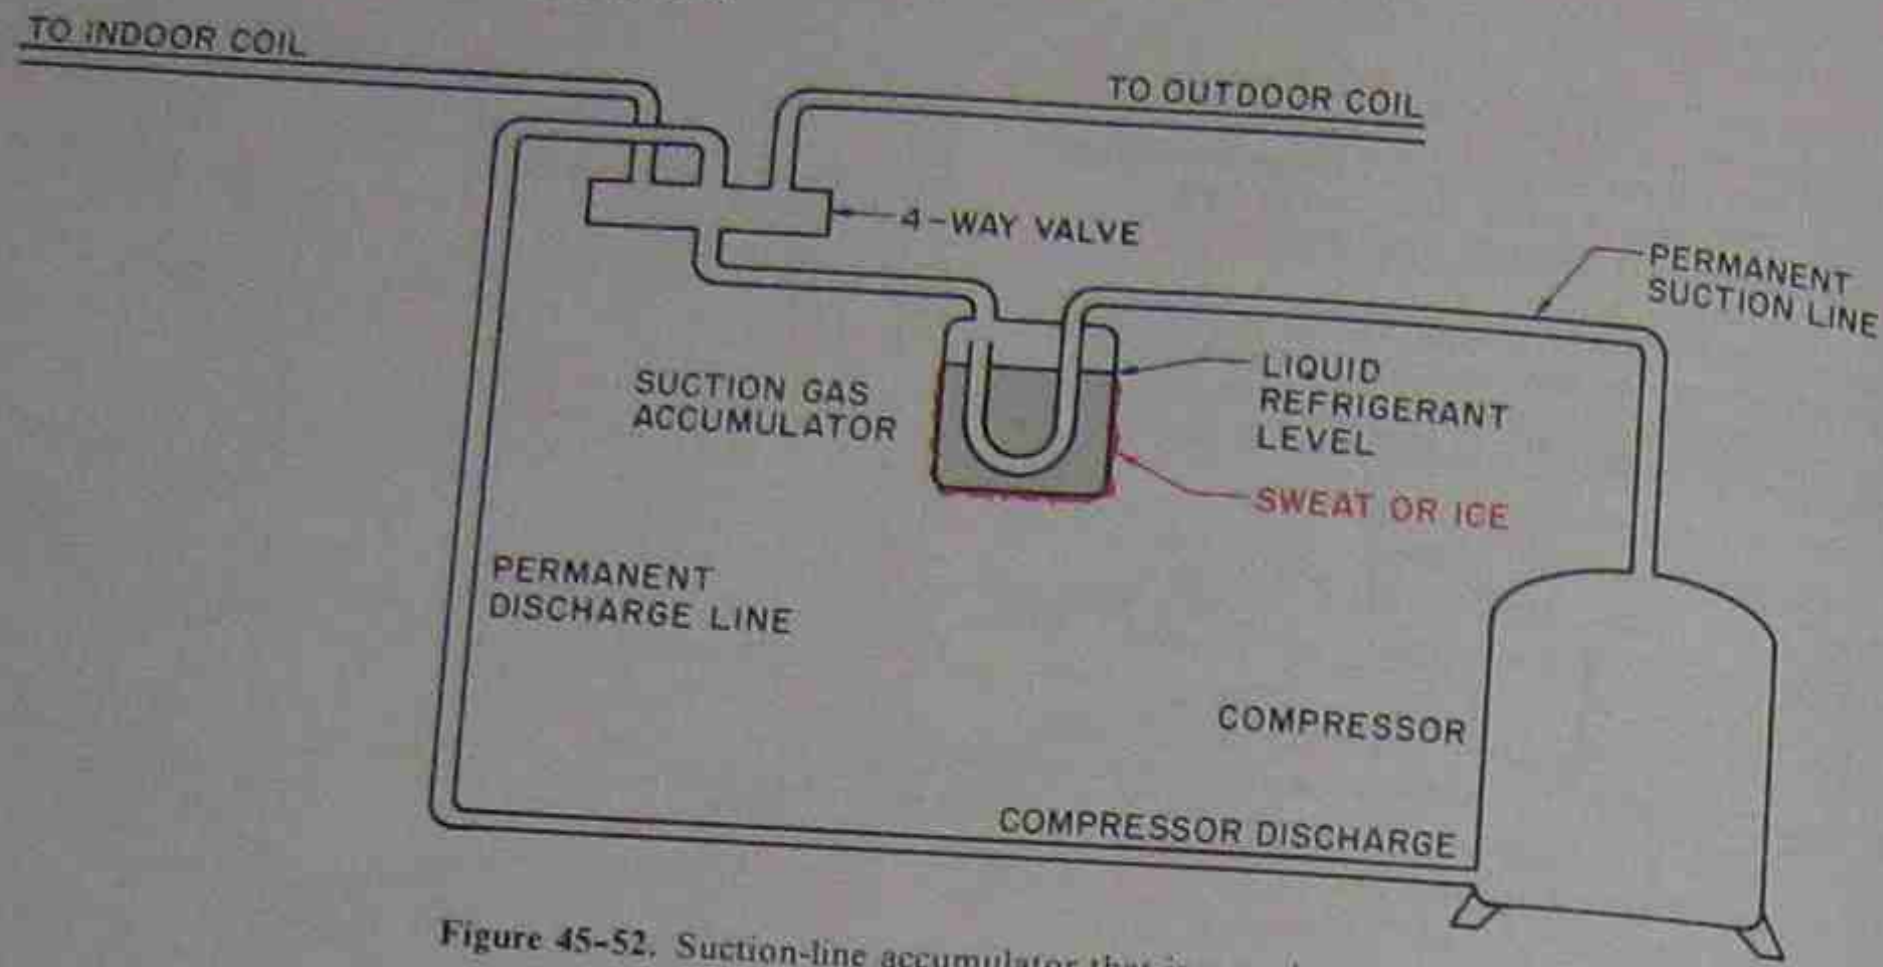 TO INDOOR COIL
TO OUTDOOR COIL
4-WAY VALVE
PERMANENT
SUCTION LINE
SUCTION GAS
ACCUMULATOR
LIQUID
REFRIGERANT
LEVEL
SWEAT OR ICE
PERMANENT
DISCHARGE LINE
COMPRESSOR
COMPRESSOR DISCHARGE
Figure 45-52. Suction-line accumulator that